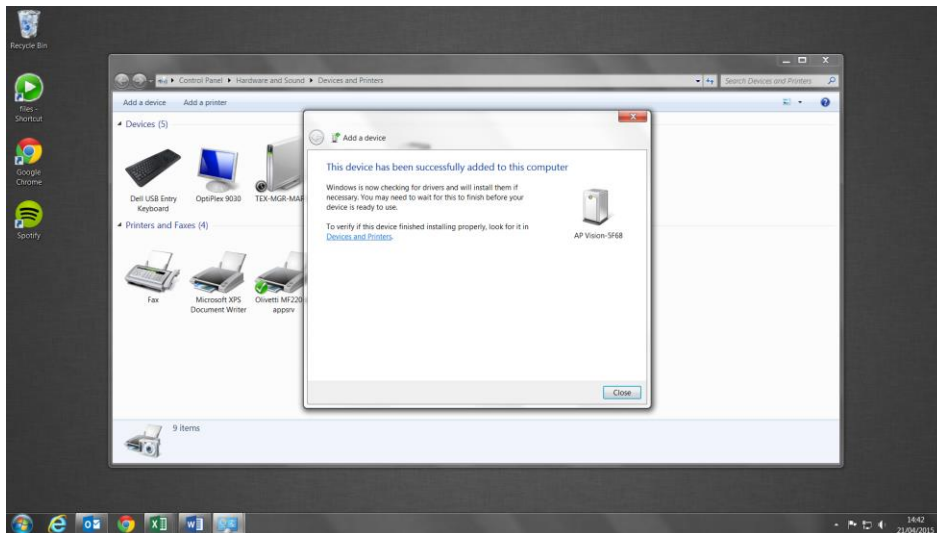 Recycle Bin
Control Panel Hardware and Sound Devices and Printers
Search Devices and Printers
files -
Shortcut
Add a device Add a printer
Devices (5)
Add a device
This device has been successfully added to this computer
Windows is now checking for drivers and will install them if
necessary. You may need to wait for this to finish before your
device is ready to use.
To verify if this device finished installing properly, look for it in
Devices and Printers.
AP Vision-5F68
Close
Google
Chrome
Dell USB Entry
Keyboard
OptiPlex 9030
TEX-MGR-MAR
Printers and Faxes (4)
Spotify
Fax
Microsoft XPS
Document Writer
Olivetti MF220
appsrv
9 items
14:42
21/04/2015